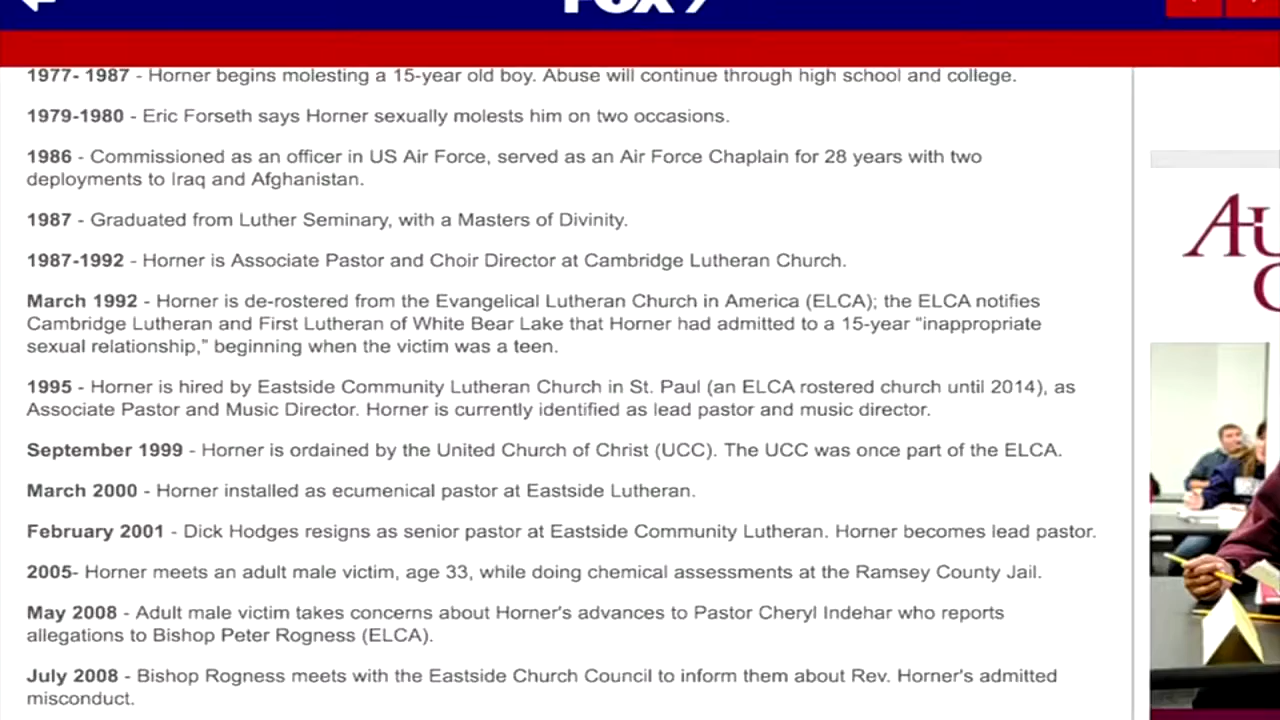 FOX 9
1977- 1987 - Horner begins molesting a 15-year old boy. Abuse will continue through high school and college.
1979-1980 - Eric Forseth says Horner sexually molests him on two occasions.
1986 - Commissioned as an officer in US Air Force, served as an Air Force Chaplain for 28 years with two
deployments to Iraq and Afghanistan.
1987 - Graduated from Luther Seminary, with a Masters of Divinity.
1987-1992 - Horner is Associate Pastor and Choir Director at Cambridge Lutheran Church.
March 1992 - Horner is de-rostered from the Evangelical Lutheran Church in America (ELCA); the ELCA notifies
Cambridge Lutheran and First Lutheran of White Bear Lake that Horner had admitted to a 15-year “inappropriate
sexual relationship,” beginning when the victim was a teen.
1995 - Horner is hired by Eastside Community Lutheran Church in St. Paul (an ELCA rostered church until 2014), as
Associate Pastor and Music Director. Horner is currently identified as lead pastor and music director.
September 1999 - Horner is ordained by the United Church of Christ (UCC). The UCC was once part of the ELCA.
March 2000 - Horner installed as ecumenical pastor at Eastside Lutheran.
February 2001 - Dick Hodges resigns as senior pastor at Eastside Community Lutheran. Horner becomes lead pastor.
2005- Horner meets an adult male victim, age 33, while doing chemical assessments at the Ramsey County Jail.
May 2008 - Adult male victim takes concerns about Horner's advances to Pastor Cheryl Indehar who reports
allegations to Bishop Peter Rogness (ELCA).
July 2008 - Bishop Rogness meets with the Eastside Church Council to inform them about Rev. Horner's admitted
misconduct.